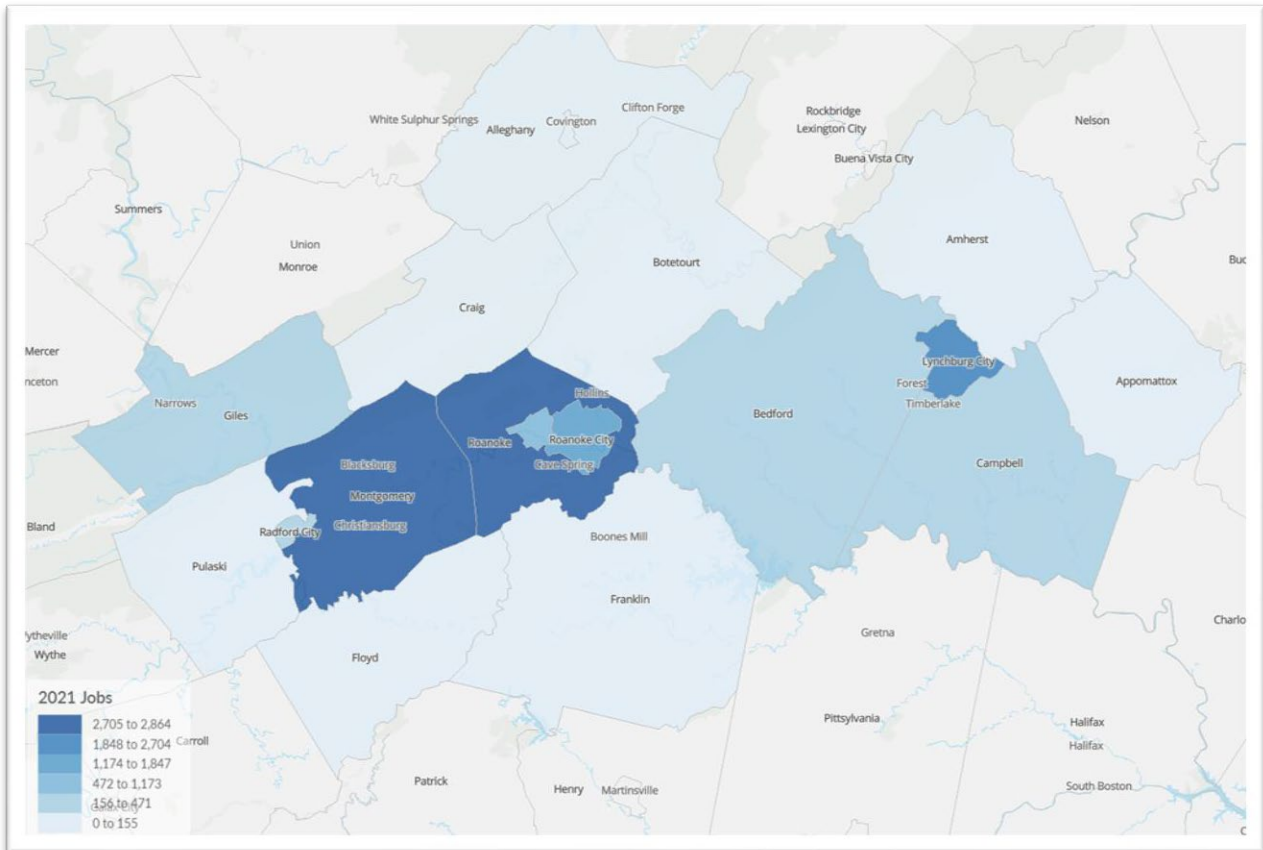 Clifton Forge
Rockbridge
White Sulphur Springs
Covington
Nelson
Alleghany
Lexington City
Buena Vista City
Summers
Union
Amherst
Monroe
Botetourt
Buc
Craig
Mercer
Lynchburg City
nceton
Forest
Appomattox
Hollins
Narrows
Timberlake
Giles
Bedford
Roanoke
Roanoke City
Blacksburg
Cave Spring
Campbell
Montgomery
Bland
Christiansburg
Radford City
Boones Mill
Pulaski
Franklin
Charlo
ytheville
Gretna
Wythe
Floyd
2021 Jobs
2,705 to 2,864
1,848 to 2,704
Carroll
1,174 to 1,847
472 to 1,173
156 to 471
0 to 155
Pittsylvania
Halifax
Halifax
Patrick
Henry
Martinsville
South Boston